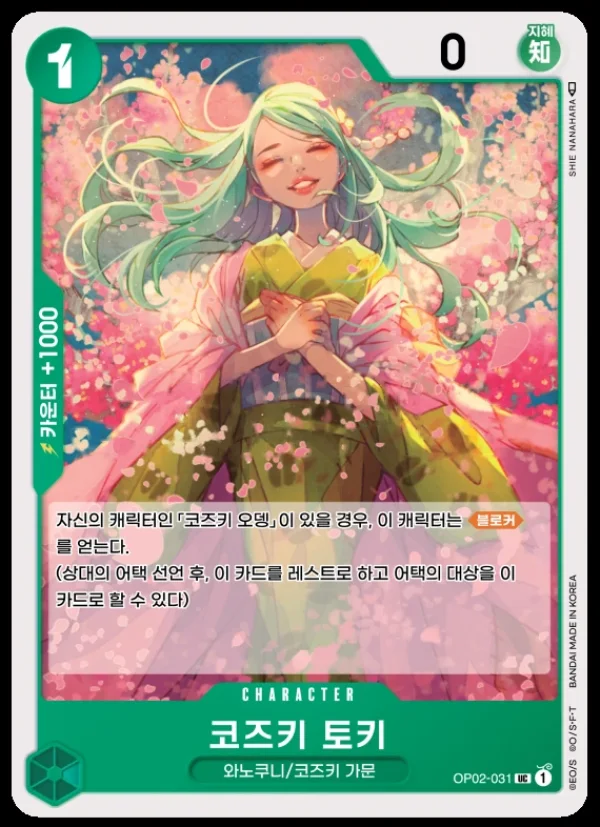 1
0
지혜
知
SHIE NANAHARA
카운터 +1000
자신의 캐릭터인 「코즈키 오뎅」이 있을 경우, 이 캐릭터는 블로커
를 얻는다.
(상대의 어택 선언 후, 이 카드를 레스트로 하고 어택의 대상을 이
카드로 할 수 있다)
CHARACTER
코즈키 토키
와노쿠니/코즈키 가문
OP02-031 UC 1
©EO/S ©O/S·F·T BANDAI MADE IN KOREA